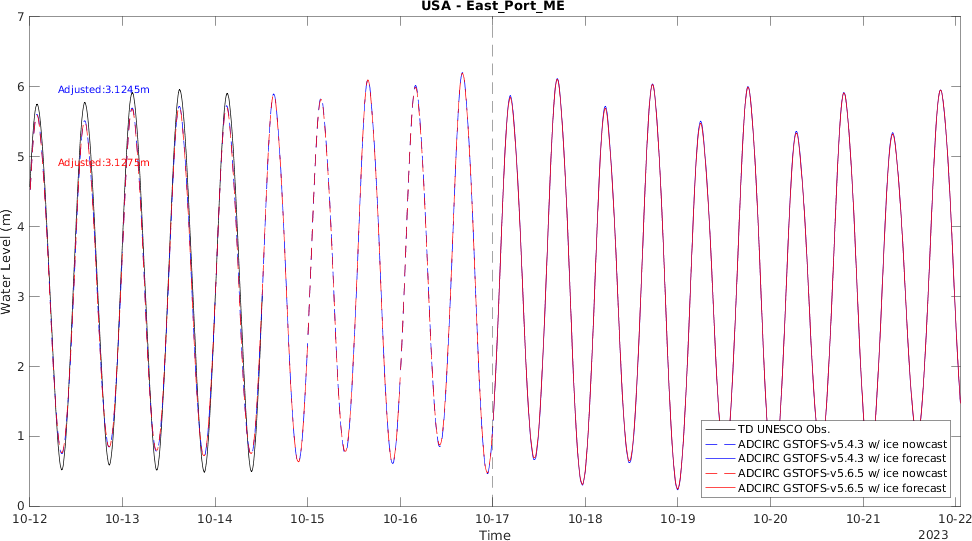 USA - East_Port_ME
7
6
5
4
3
2
1
0
Water Level (m)
Adjusted:3.1245m
Adjusted:3.1275m
TD UNESCO Obs.
ADCIRC GSTOFS-v5.4.3 w/ ice nowcast
ADCIRC GSTOFS-v5.4.3 w/ ice forecast
ADCIRC GSTOFS-v5.6.5 w/ ice nowcast
ADCIRC GSTOFS-v5.6.5 w/ ice forecast
10-12 10-13 10-14 10-15 10-16 10-17 10-18 10-19 10-20 10-21 10-22
Time
2023